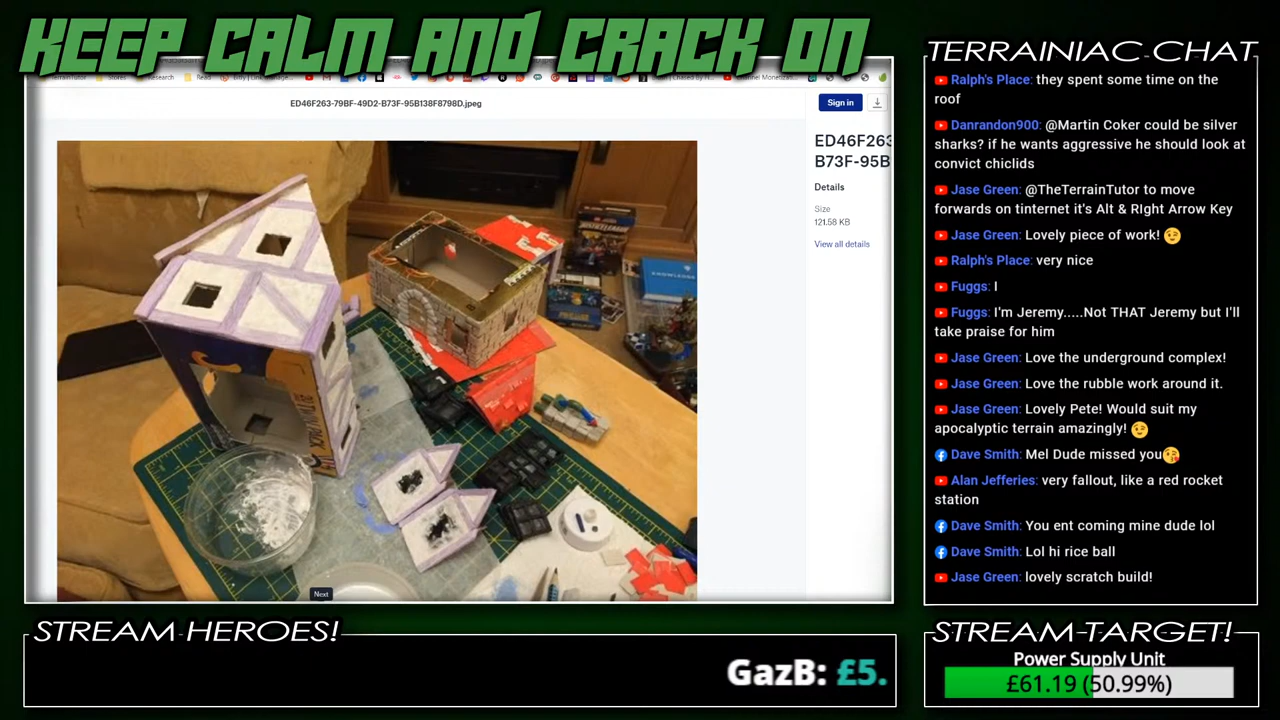 KEEP CALM AND CRACK ON
TerrainTutor Stores Research Read
ED46F263-79BF-49D2-B73F-95B138F8798D.jpeg
Sign in
ED46F263
B73F-95B
Details
Size
121.58 KB
View all details
KNOWLEDGE
Next
TERRAINIAC CHAT
Ralph's Place: they spent some time on the
roof
Danrandon900: @Martin Coker could be silver
sharks? if he wants aggressive he should look at
convict chiclids
Jase Green: @TheTerrainTutor to move
forwards on tinternet it's Alt & RIght Arrow Key
Jase Green: Lovely piece of work! 😉
Ralph's Place: very nice
Fuggs: I
Fuggs: I'm Jeremy.....Not THAT Jeremy but I'll
take praise for him
Jase Green: Love the underground complex!
Jase Green: Love the rubble work around it.
Jase Green: Lovely Pete! Would suit my
apocalyptic terrain amazingly! 😉
Dave Smith: Mel Dude missed you😘
Alan Jefferies: very fallout, like a red rocket
station
Dave Smith: You ent coming mine dude lol
Dave Smith: Lol hi rice ball
Jase Green: lovely scratch build!
STREAM HEROES!
GazB: £5.
STREAM TARGET!
Power Supply Unit
£61.19 (50.99%)